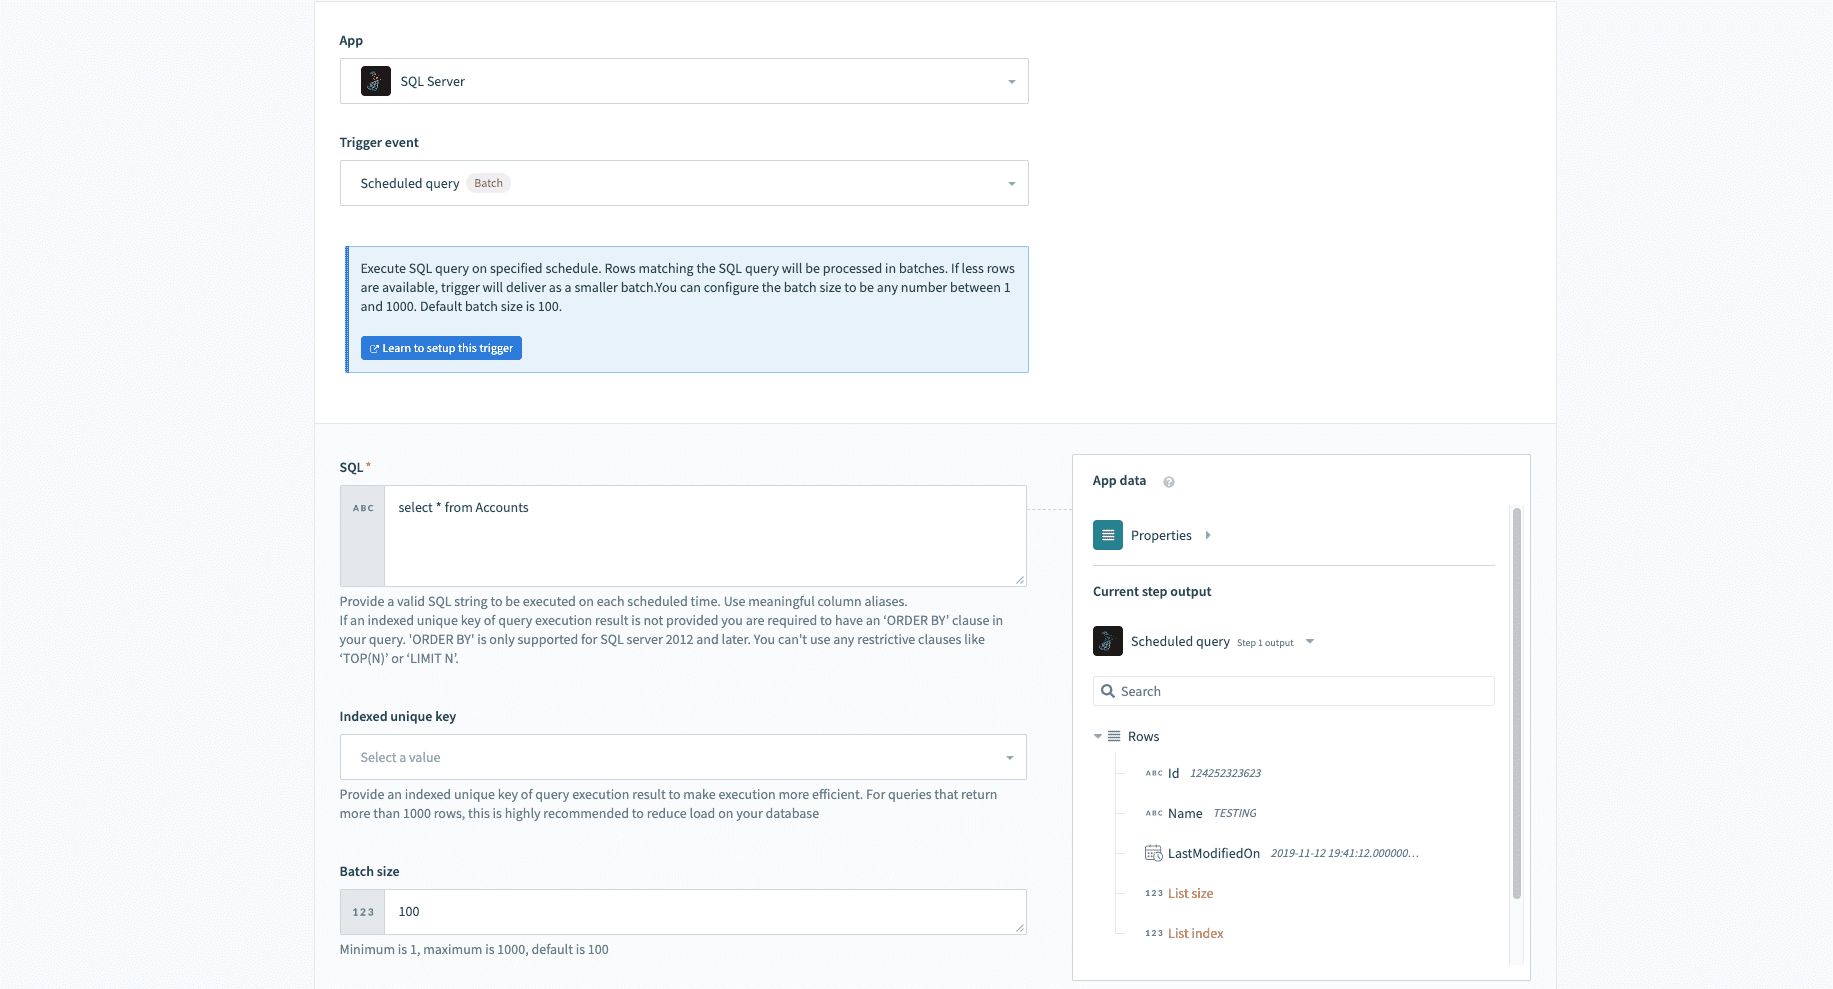 App
SQL Server
Trigger event
Scheduled query Batch
Execute SQL query on specified schedule. Rows matching the SQL query will be processed in batches. If less rows
are available, trigger will deliver as a smaller batch.You can configure the batch size to be any number between 1
and 1000. Default batch size is 100.
Learn to setup this trigger
SQL *
ABC
select * from Accounts
Provide a valid SQL string to be executed on each scheduled time. Use meaningful column aliases.
If an indexed unique key of query execution result is not provided you are required to have an ‘ORDER BY’ clause in
your query. 'ORDER BY' is only supported for SQL server 2012 and later. You can't use any restrictive clauses like
‘TOP(N)’ or ‘LIMIT N’.
Indexed unique key
Select a value
Provide an indexed unique key of query execution result to make execution more efficient. For queries that return
more than 1000 rows, this is highly recommended to reduce load on your database
Batch size
123
100
Minimum is 1, maximum is 1000, default is 100
App data ?
Properties
Current step output
Scheduled query Step 1 output
Search
Rows
ABC Id 124252323623
ABC Name TESTING
LastModifiedOn 2019-11-12 19:41:12.000000...
123 List size
123 List index